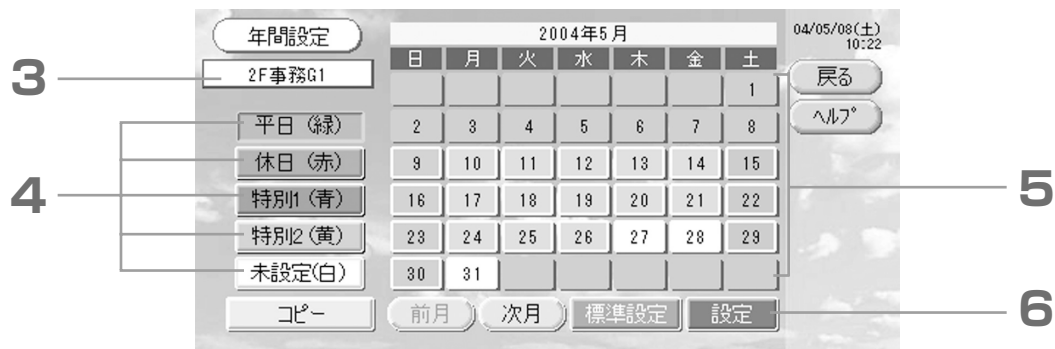 年間設定
2004年5月
04/05/08(土)
10:22
3
2F事務G1
日 月 火 水 木 金 土
戻る
1
ヘルプ
平日 (緑)
2 3 4 5 6 7 8
休日 (赤)
9 10 11 12 13 14 15
4
特別1 (青)
16 17 18 19 20 21 22
5
特別2 (黄)
23 24 25 26 27 28 29
未設定(白)
30 31
コピー
前月
次月
標準設定
設定
6